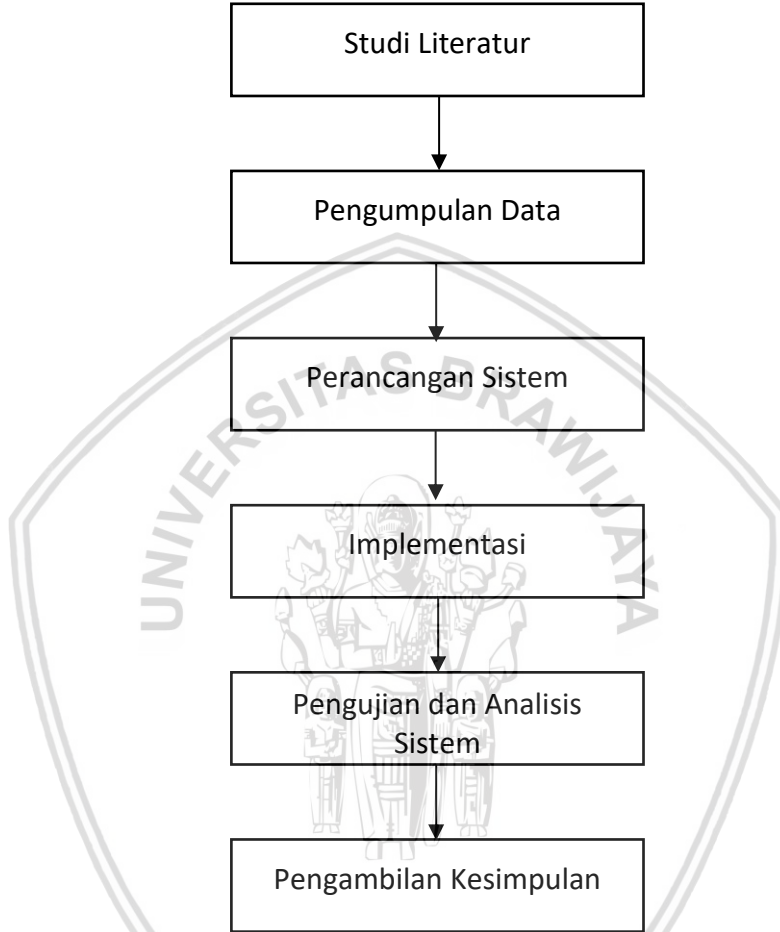 Studi Literatur
Pengumpulan Data
Perancangan Sistem
UNIVERSITAS BRAWIJAYA
Implementasi
Pengujian dan Analisis
Sistem
Pengambilan Kesimpulan